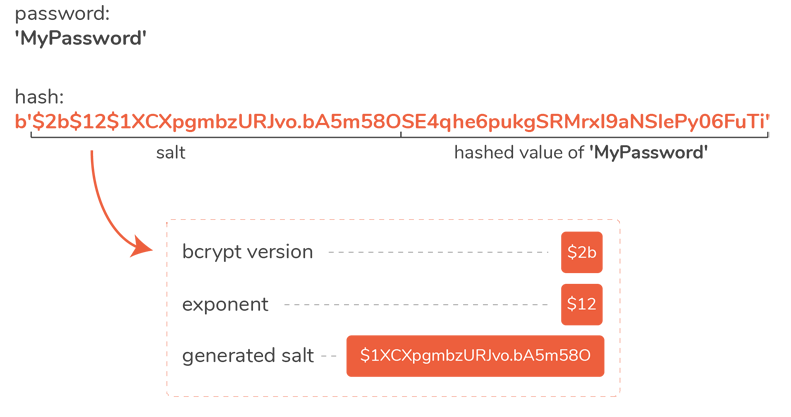 password:
'MyPassword'
hash:
b'$2b$12$1XCXpgmbzURJvo.bA5m58OSE4qhe6pukgSRMrxI9aNSlePy06FuTi'
salt
hashed value of 'MyPassword'
bcrypt version
$2b
exponent
$12
generated salt
$1XCXpgmbzURJvo.bA5m58O